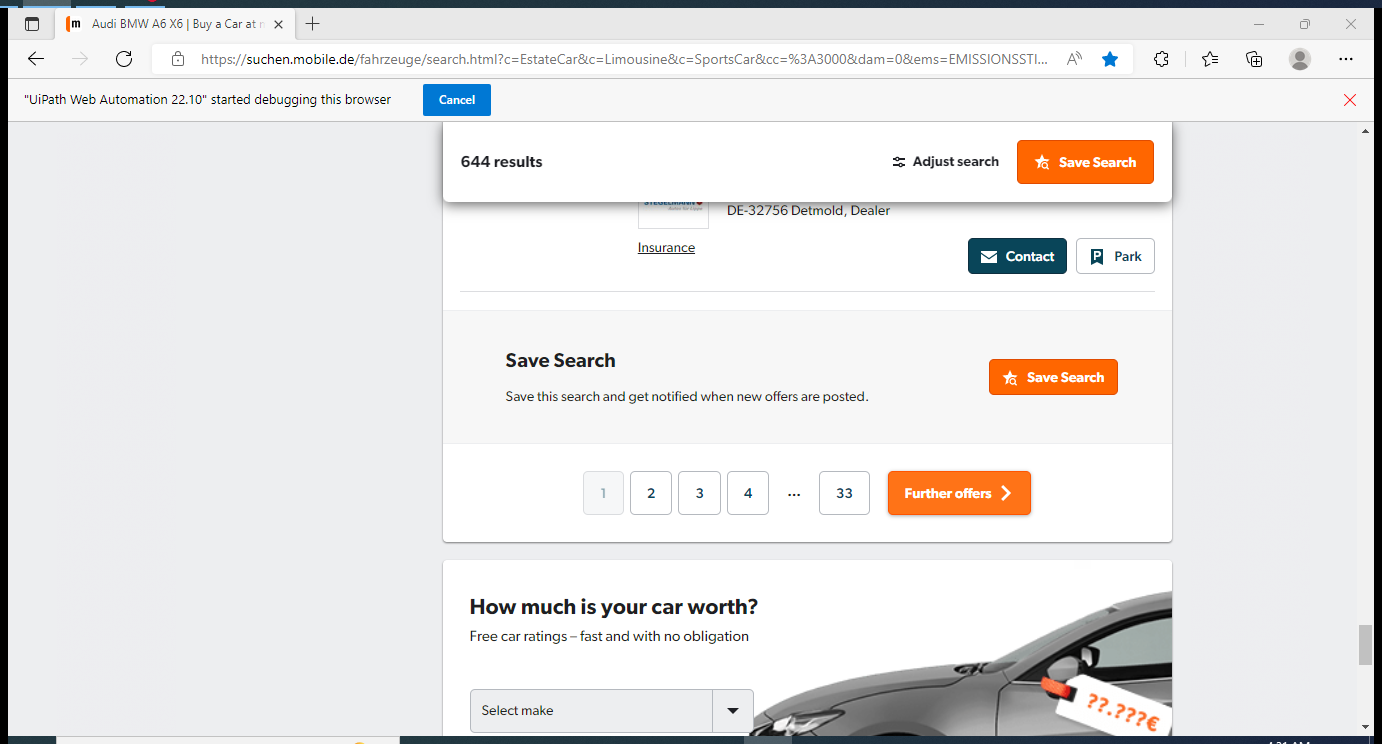 Audi BMW A6 X6 | Buy a Car at
https://suchen.mobile.de/fahrzeuge/search.html?c=EstateCar&c=Limousine&c=SportsCar&cc=%3A3000&dam=0&ems=EMISSIONSSTI...
"UiPath Web Automation 22.10" started debugging this browser
Cancel
644 results
Adjust search
Save Search
STEGELMANN
DE-32756 Detmold, Dealer
Insurance
Contact
Park
Save Search
Save this search and get notified when new offers are posted.
Save Search
1 2 3 4 ... 33 Further offers
How much is your car worth?
Free car ratings – fast and with no obligation
Select make
??.???€